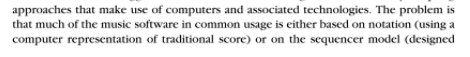 approaches that make use of computers and associated technologies. The problem is
that much of the music software in common usage is either based on notation (using a
computer representation of traditional score) or on the sequencer model (designed